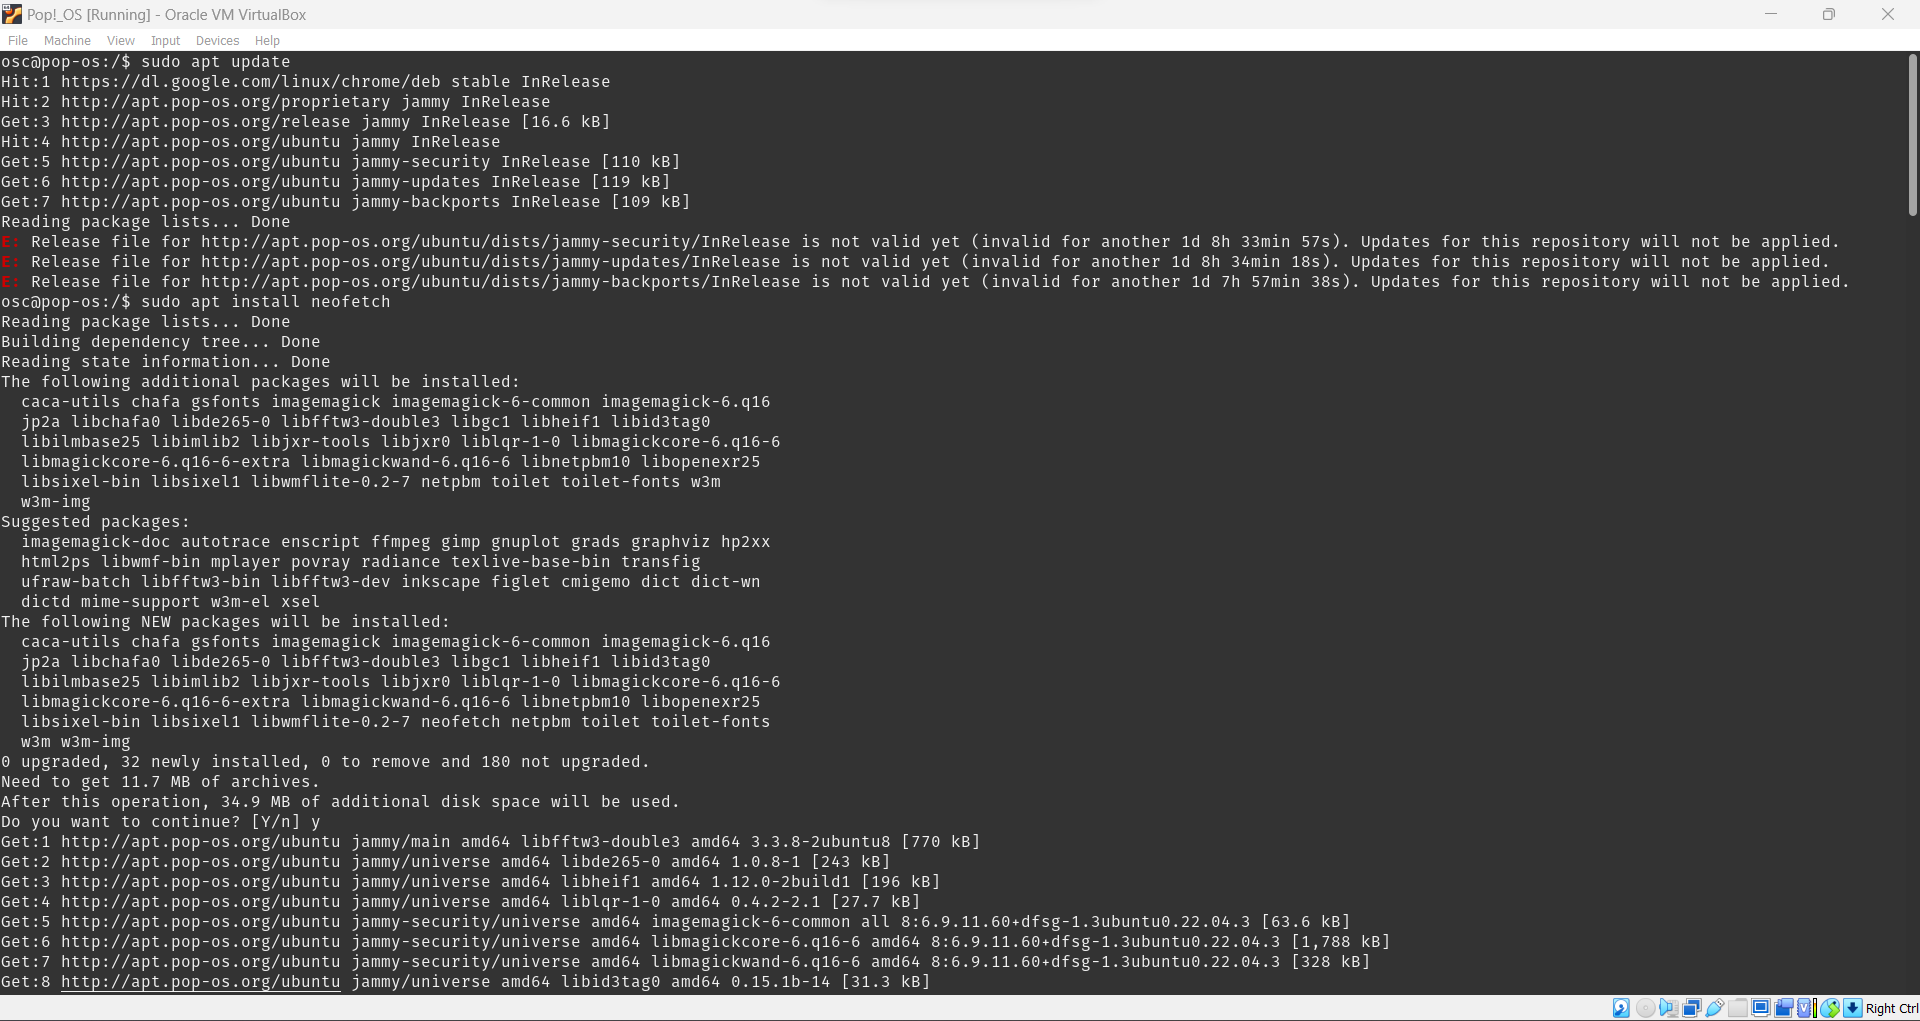 Pop!_OS [Running] - Oracle VM VirtualBox
File Machine View Input Devices Help
osc@pop-os:/$ sudo apt update
Hit:1 https://dl.google.com/linux/chrome/deb stable InRelease
Hit:2 http://apt.pop-os.org/proprietary jammy InRelease
Get:3 http://apt.pop-os.org/release jammy InRelease [16.6 kB]
Hit:4 http://apt.pop-os.org/ubuntu jammy InRelease
Get:5 http://apt.pop-os.org/ubuntu jammy-security InRelease [110 kB]
Get:6 http://apt.pop-os.org/ubuntu jammy-updates InRelease [119 kB]
Get:7 http://apt.pop-os.org/ubuntu jammy-backports InRelease [109 kB]
Reading package lists... Done
E: Release file for http://apt.pop-os.org/ubuntu/dists/jammy-security/InRelease is not valid yet (invalid for another 1d 8h 33min 57s). Updates for this repository will not be applied.
E: Release file for http://apt.pop-os.org/ubuntu/dists/jammy-updates/InRelease is not valid yet (invalid for another 1d 8h 34min 18s). Updates for this repository will not be applied.
E: Release file for http://apt.pop-os.org/ubuntu/dists/jammy-backports/InRelease is not valid yet (invalid for another 1d 7h 57min 38s). Updates for this repository will not be applied.
osc@pop-os:/$ sudo apt install neofetch
Reading package lists... Done
Building dependency tree... Done
Reading state information... Done
The following additional packages will be installed:
  caca-utils chafa gsfonts imagemagick imagemagick-6-common imagemagick-6.q16
  jp2a libchafa0 libde265-0 libfftw3-double3 libgc1 libheif1 libid3tag0
  libilmbase25 libimlib2 libjxr-tools libjxr0 liblqr-1-0 libmagickcore-6.q16-6
  libmagickcore-6.q16-6-extra libmagickwand-6.q16-6 libnetpbm10 libopenexr25
  libsixel-bin libsixel1 libwmflite-0.2-7 netpbm toilet toilet-fonts w3m
  w3m-img
Suggested packages:
  imagemagick-doc autotrace enscript ffmpeg gimp gnuplot grads graphviz hp2xx
  html2ps libwmf-bin mplayer povray radiance texlive-base-bin transfig
  ufraw-batch libfftw3-bin libfftw3-dev inkscape figlet cmigemo dict dict-wn
  dictd mime-support w3m-el xsel
The following NEW packages will be installed:
  caca-utils chafa gsfonts imagemagick imagemagick-6-common imagemagick-6.q16
  jp2a libchafa0 libde265-0 libfftw3-double3 libgc1 libheif1 libid3tag0
  libilmbase25 libimlib2 libjxr-tools libjxr0 liblqr-1-0 libmagickcore-6.q16-6
  libmagickcore-6.q16-6-extra libmagickwand-6.q16-6 libnetpbm10 libopenexr25
  libsixel-bin libsixel1 libwmflite-0.2-7 neofetch netpbm toilet toilet-fonts
  w3m w3m-img
0 upgraded, 32 newly installed, 0 to remove and 180 not upgraded.
Need to get 11.7 MB of archives.
After this operation, 34.9 MB of additional disk space will be used.
Do you want to continue? [Y/n] y
Get:1 http://apt.pop-os.org/ubuntu jammy/main amd64 libfftw3-double3 amd64 3.3.8-2ubuntu8 [770 kB]
Get:2 http://apt.pop-os.org/ubuntu jammy/universe amd64 libde265-0 amd64 1.0.8-1 [243 kB]
Get:3 http://apt.pop-os.org/ubuntu jammy/universe amd64 libheif1 amd64 1.12.0-2build1 [196 kB]
Get:4 http://apt.pop-os.org/ubuntu jammy/universe amd64 liblqr-1-0 amd64 0.4.2-2.1 [27.7 kB]
Get:5 http://apt.pop-os.org/ubuntu jammy-security/universe amd64 imagemagick-6-common all 8:6.9.11.60+dfsg-1.3ubuntu0.22.04.3 [63.6 kB]
Get:6 http://apt.pop-os.org/ubuntu jammy-security/universe amd64 libmagickcore-6.q16-6 amd64 8:6.9.11.60+dfsg-1.3ubuntu0.22.04.3 [1,788 kB]
Get:7 http://apt.pop-os.org/ubuntu jammy-security/universe amd64 libmagickwand-6.q16-6 amd64 8:6.9.11.60+dfsg-1.3ubuntu0.22.04.3 [328 kB]
Get:8 http://apt.pop-os.org/ubuntu jammy/universe amd64 libid3tag0 amd64 0.15.1b-14 [31.3 kB]
Right Ctrl